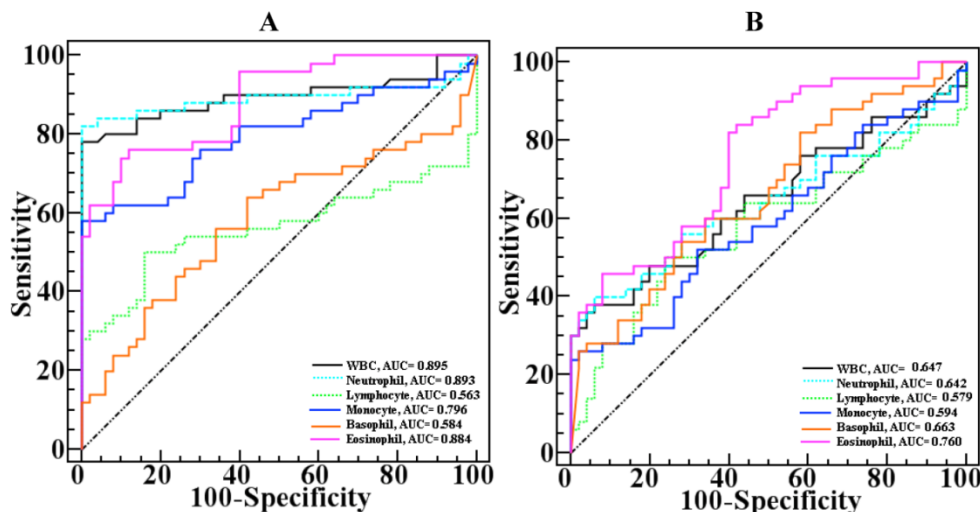 A
100
80
60
40
20
0
Sensitivity
WBC, AUC= 0.895
Neutrophil, AUC= 0.893
Lymphocyte, AUC= 0.563
Monocyte, AUC= 0.796
Basophil, AUC= 0.584
Eosinophil, AUC= 0.884
0 20 40 60 80 100
100-Specificity
B
100
80
60
40
20
0
Sensitivity
WBC, AUC= 0.647
Neutrophil, AUC= 0.642
Lymphocyte, AUC= 0.579
Monocyte, AUC= 0.594
Basophil, AUC= 0.663
Eosinophil, AUC= 0.760
0 20 40 60 80 100
100-Specificity